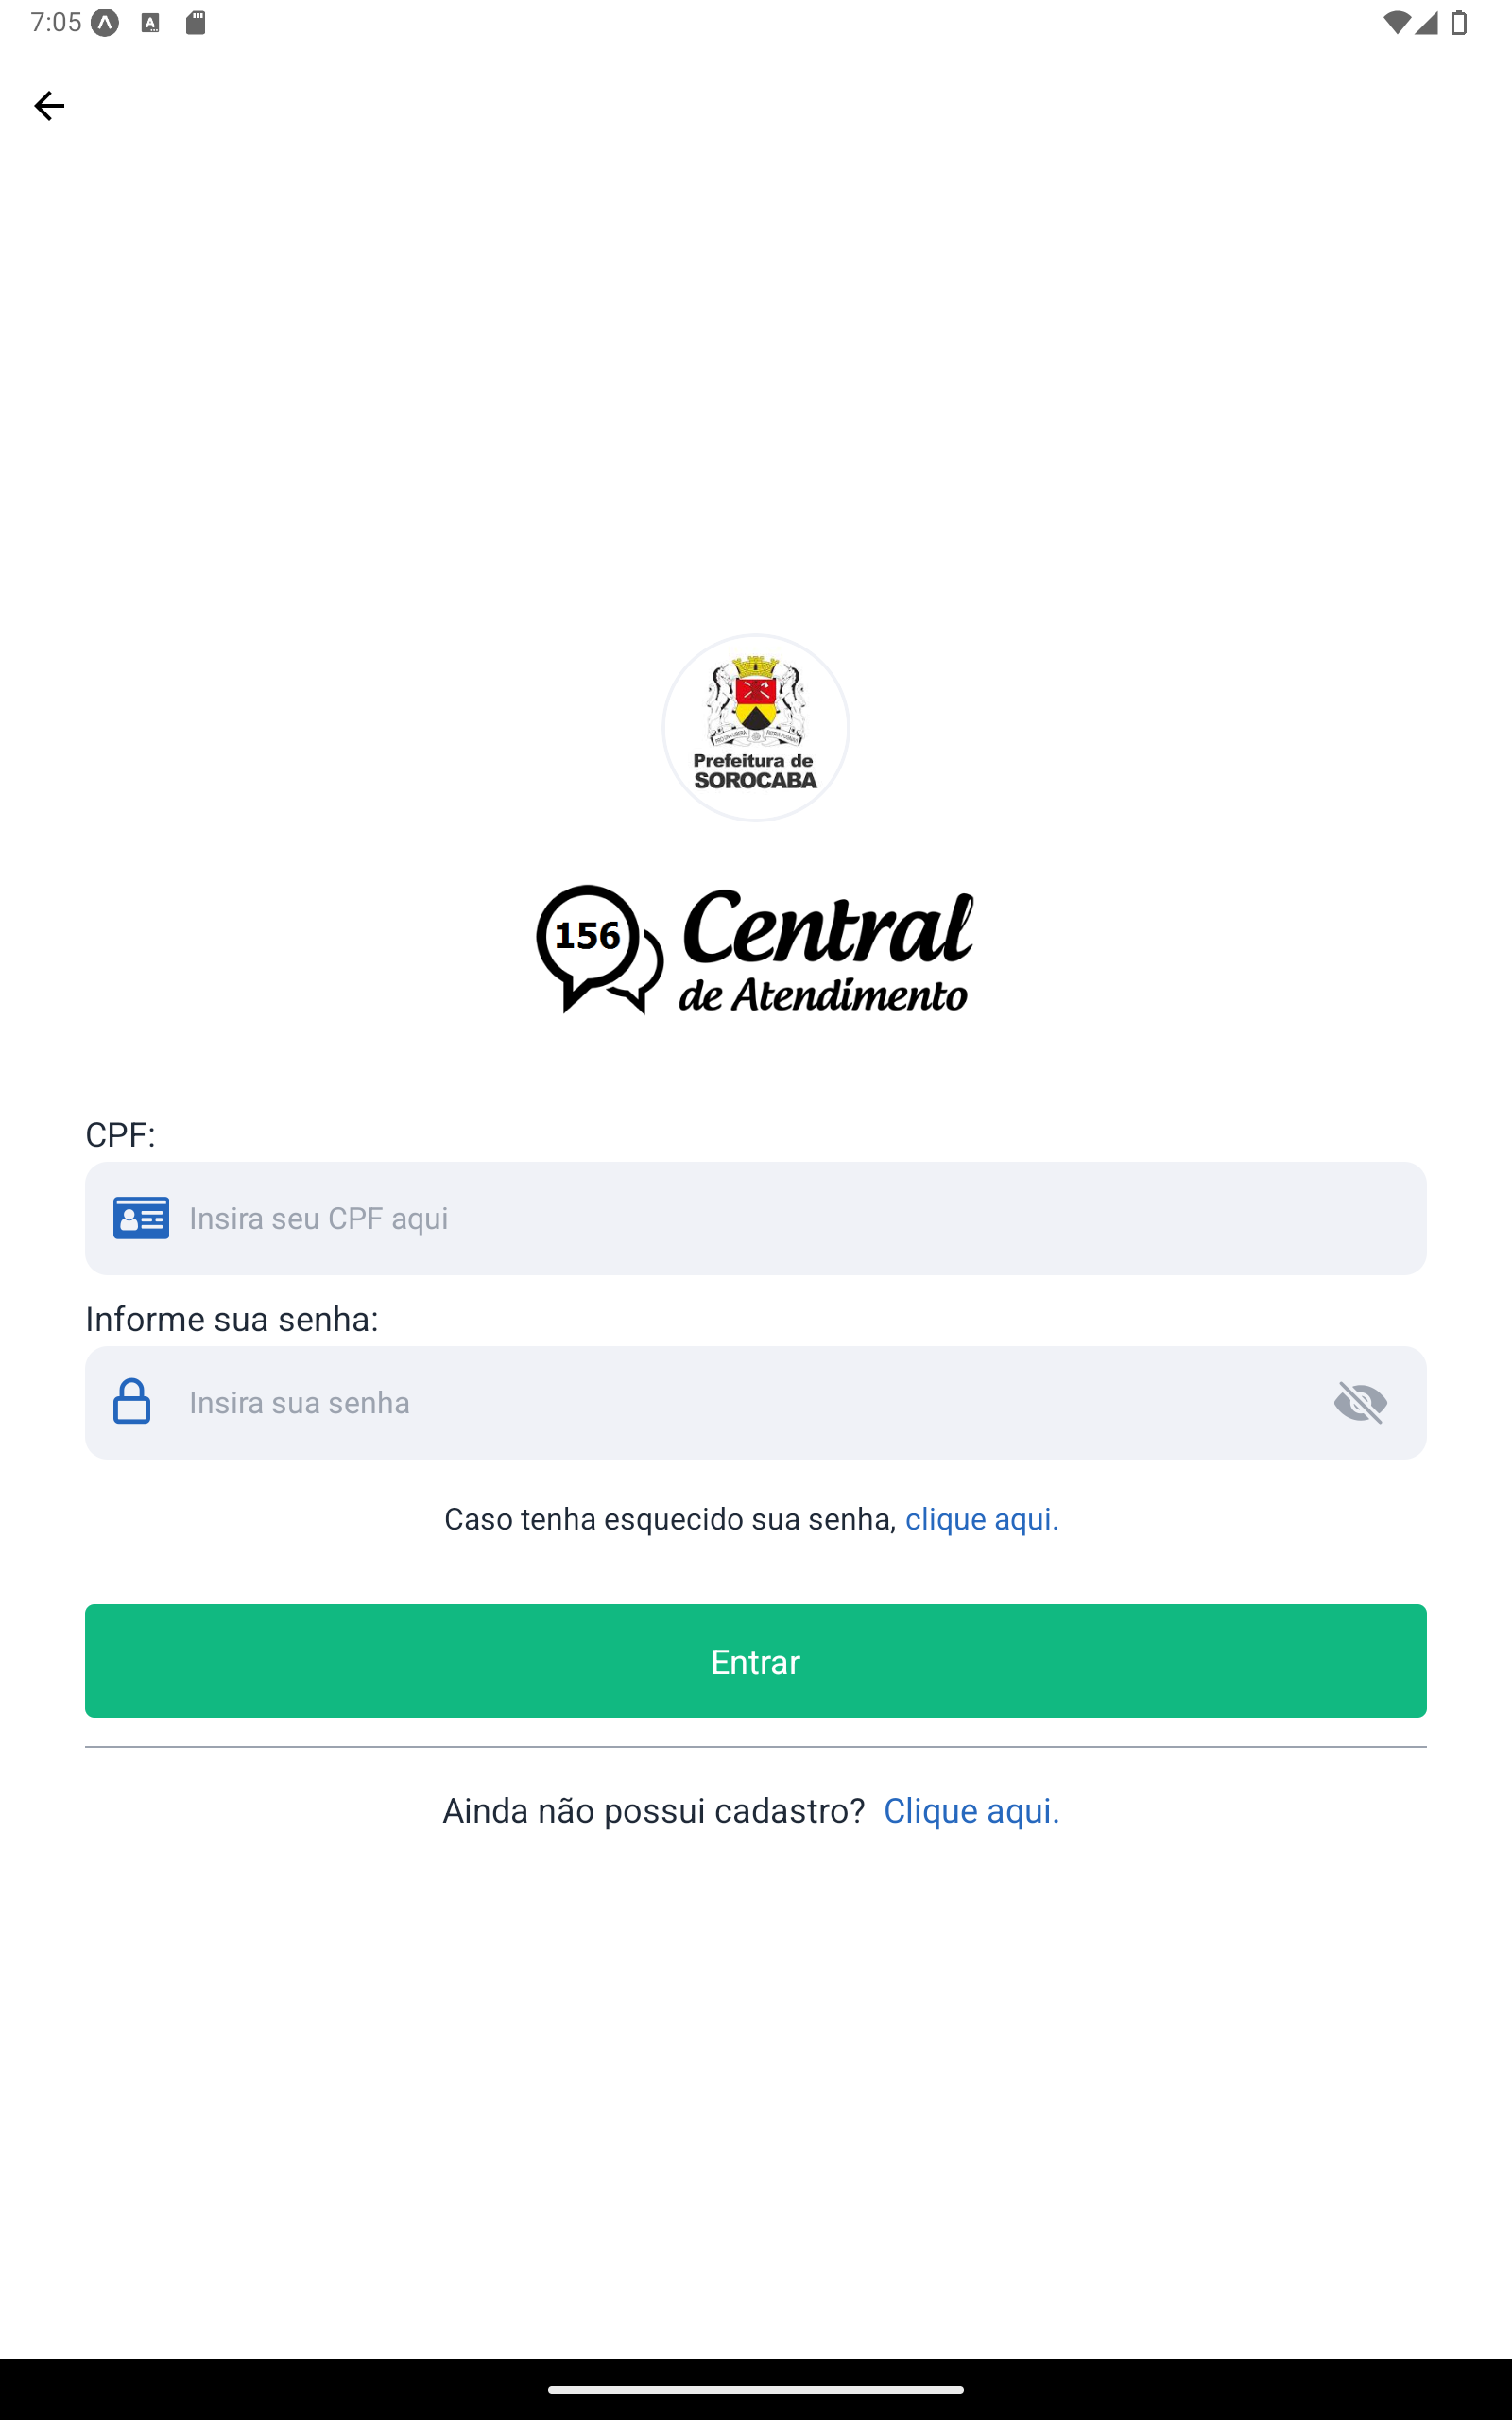 7:05
Prefeitura de
SOROCABA
156
Central
de Atendimento
CPF:
Insira seu CPF aqui
Informe sua senha:
Insira sua senha
Caso tenha esquecido sua senha, clique aqui.
Entrar
Ainda não possui cadastro? Clique aqui.